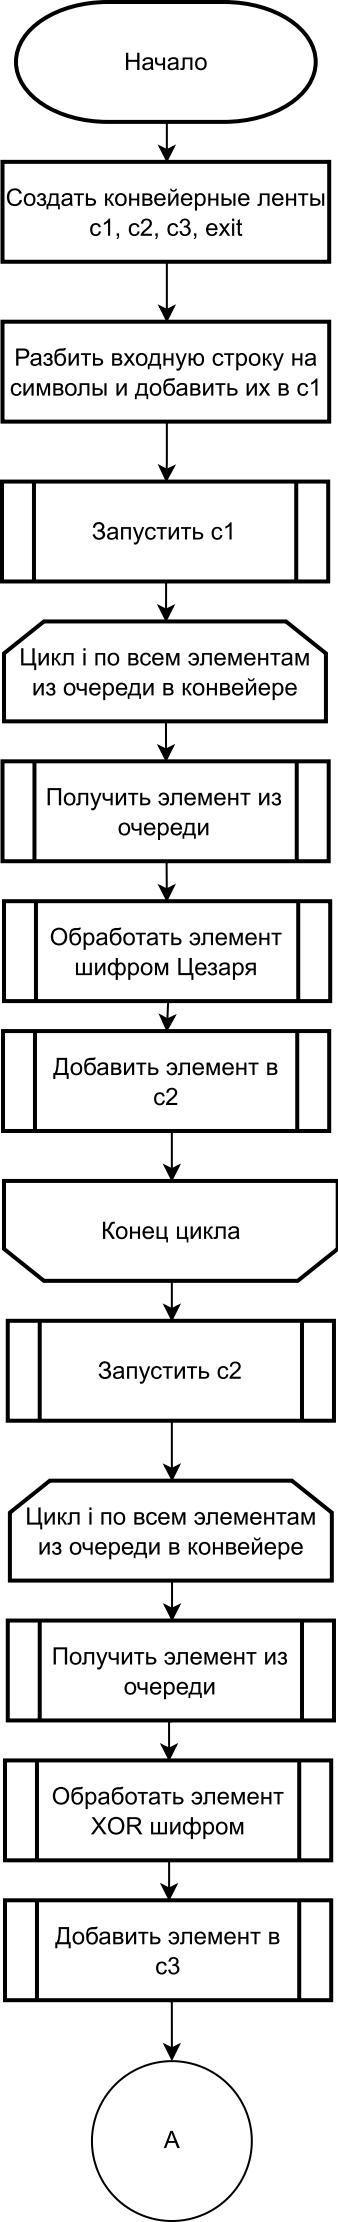 Начало
Создать конвейерные ленты
c1, c2, c3, exit
Разбить входную строку на
символы и добавить их в c1
Запустить c1
Цикл i по всем элементам
из очереди в конвейере
Получить элемент из
очереди
Обработать элемент
шифром Цезаря
Добавить элемент в
c2
Конец цикла
Запустить c2
Цикл i по всем элементам
из очереди в конвейере
Получить элемент из
очереди
Обработать элемент
XOR шифром
Добавить элемент в
c3
А